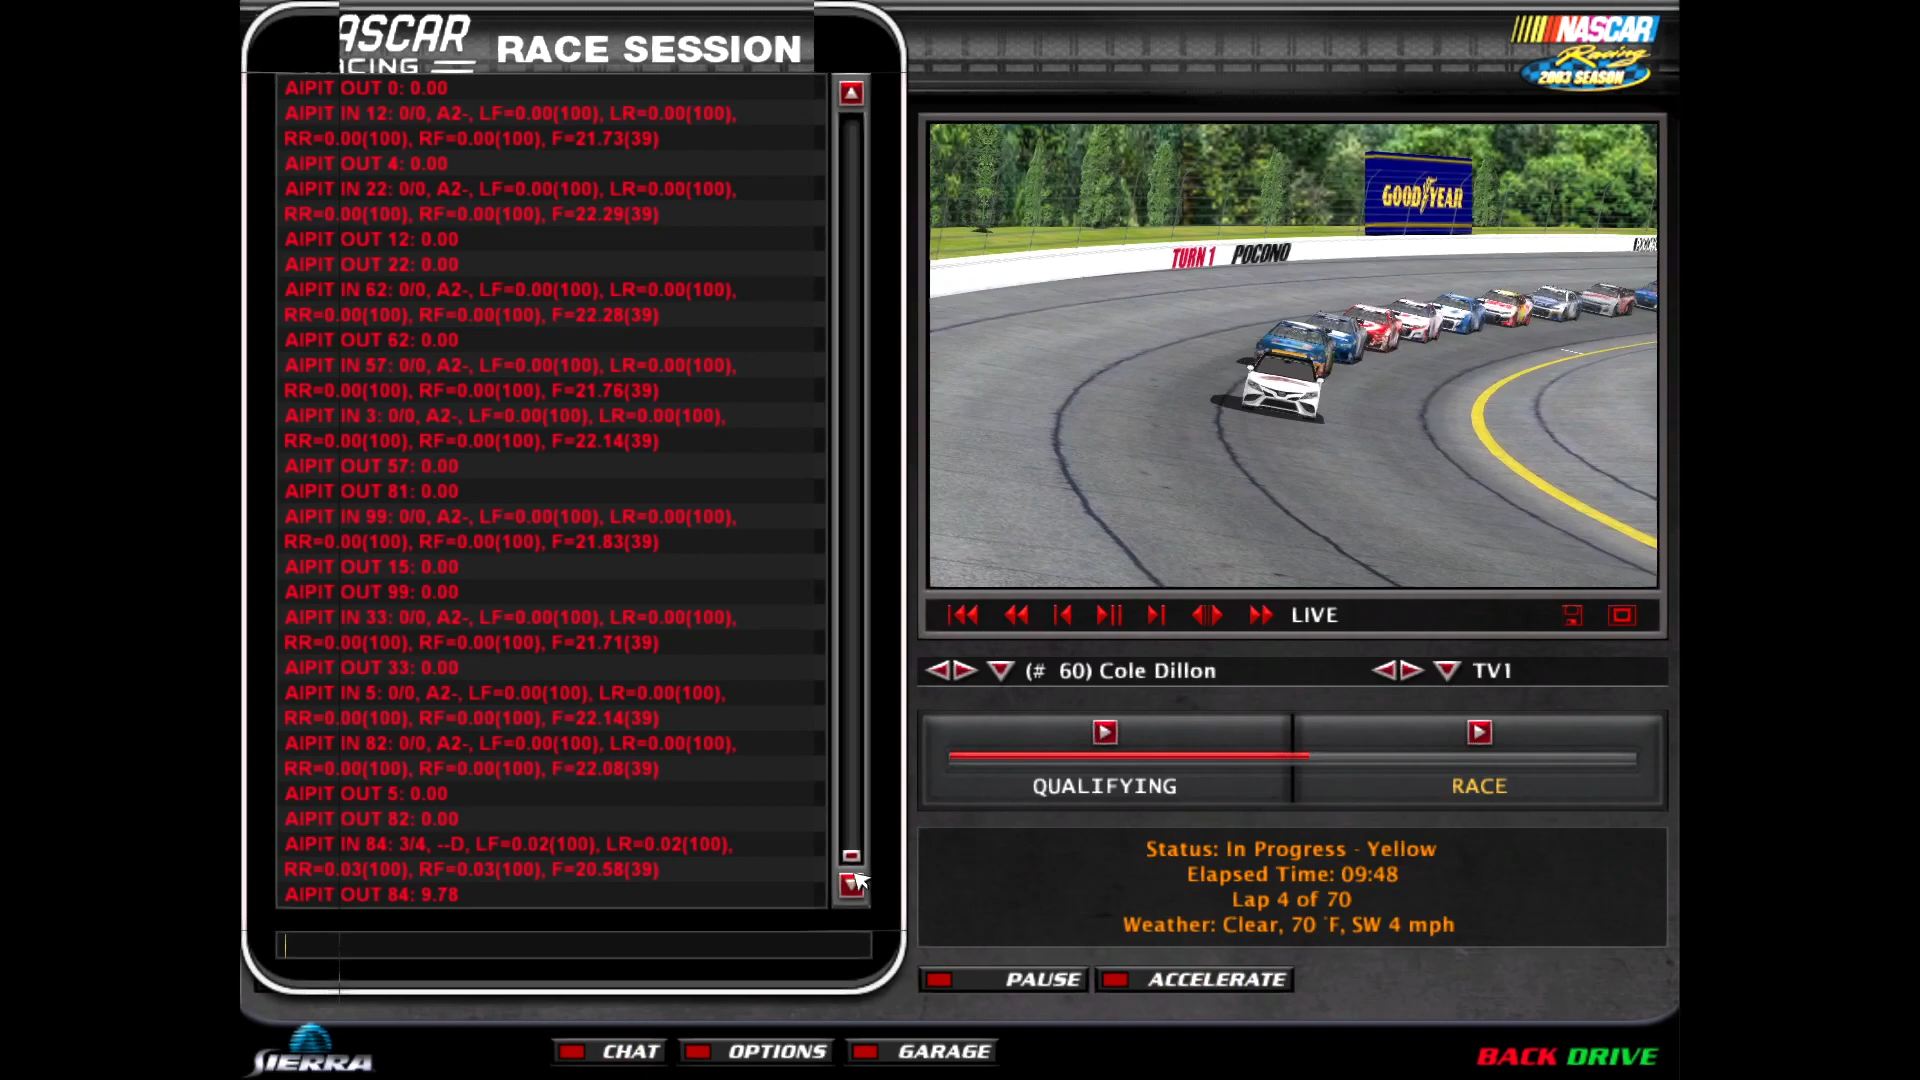 ASCAR
ACING
RACE SESSION
NASCAR
Racing
2003 SEASON
AIPIT OUT 0: 0.00
AIPIT IN 12: 0/0, A2-, LF=0.00(100), LR=0.00(100),
RR=0.00(100), RF=0.00(100), F=21.73(39)
AIPIT OUT 4: 0.00
AIPIT IN 22: 0/0, A2-, LF=0.00(100), LR=0.00(100),
RR=0.00(100), RF=0.00(100), F=22.29(39)
AIPIT OUT 12: 0.00
AIPIT OUT 22: 0.00
AIPIT IN 62: 0/0, A2-, LF=0.00(100), LR=0.00(100),
RR=0.00(100), RF=0.00(100), F=22.28(39)
AIPIT OUT 62: 0.00
AIPIT IN 57: 0/0, A2-, LF=0.00(100), LR=0.00(100),
RR=0.00(100), RF=0.00(100), F=21.76(39)
AIPIT IN 3: 0/0, A2-, LF=0.00(100), LR=0.00(100),
RR=0.00(100), RF=0.00(100), F=22.14(39)
AIPIT OUT 57: 0.00
AIPIT OUT 81: 0.00
AIPIT IN 99: 0/0, A2-, LF=0.00(100), LR=0.00(100),
RR=0.00(100), RF=0.00(100), F=21.83(39)
AIPIT OUT 15: 0.00
AIPIT OUT 99: 0.00
AIPIT IN 33: 0/0, A2-, LF=0.00(100), LR=0.00(100),
RR=0.00(100), RF=0.00(100), F=21.71(39)
AIPIT OUT 33: 0.00
AIPIT IN 5: 0/0, A2-, LF=0.00(100), LR=0.00(100),
RR=0.00(100), RF=0.00(100), F=22.14(39)
AIPIT IN 82: 0/0, A2-, LF=0.00(100), LR=0.00(100),
RR=0.00(100), RF=0.00(100), F=22.08(39)
AIPIT OUT 5: 0.00
AIPIT OUT 82: 0.00
AIPIT IN 84: 3/4, --D, LF=0.02(100), LR=0.02(100),
RR=0.03(100), RF=0.03(100), F=20.58(39)
AIPIT OUT 84: 9.78
GOODYEAR
TURN 1 POCONO
LIVE
(# 60) Cole Dillon
TV1
QUALIFYING
RACE
Status: In Progress - Yellow
Elapsed Time: 09:48
Lap 4 of 70
Weather: Clear, 70 °F, SW 4 mph
PAUSE
ACCELERATE
SIERRA
CHAT
OPTIONS
GARAGE
BACK DRIVE